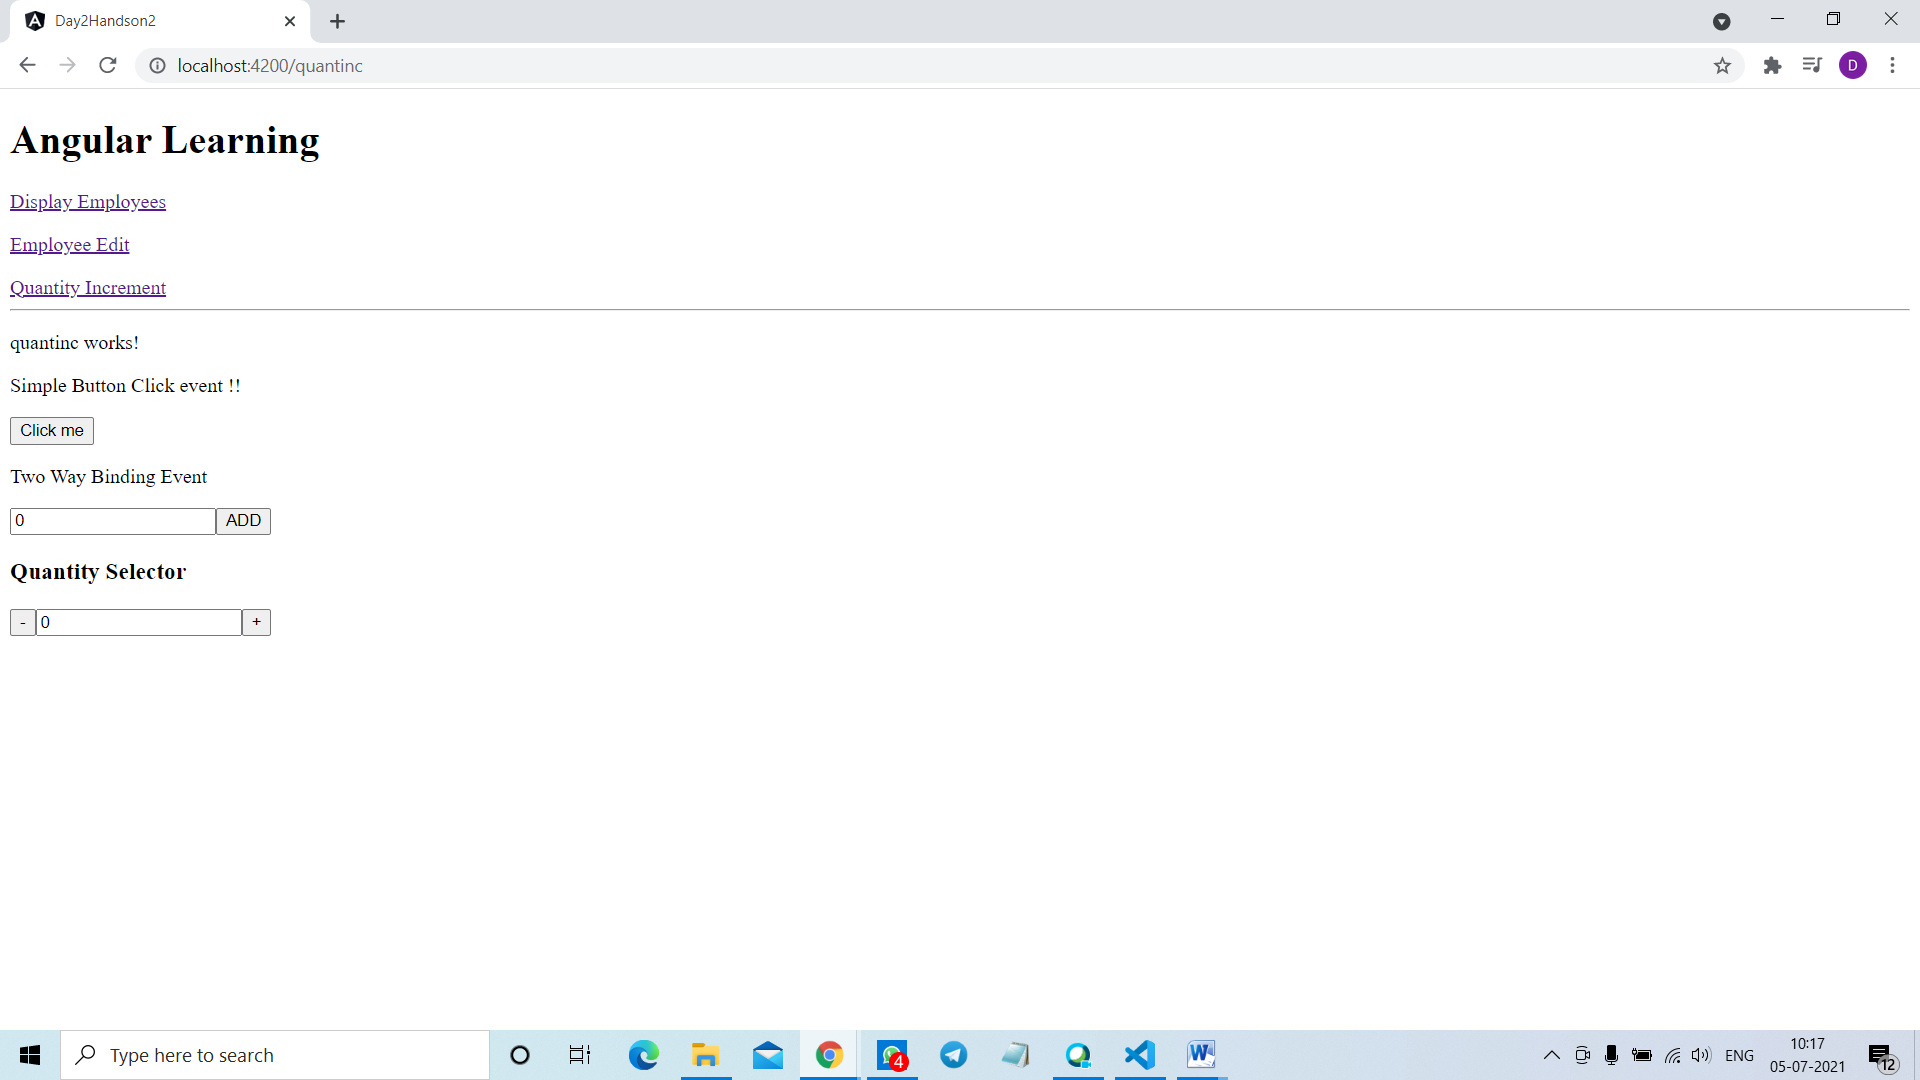 Day2Handson2
localhost:4200/quantinc
D
Angular Learning
Display Employees
Employee Edit
Quantity Increment
quantinc works!
Simple Button Click event !!
Click me
Two Way Binding Event
0 ADD
Quantity Selector
- 0 +
Type here to search
4
W
ENG
10:17
05-07-2021
12